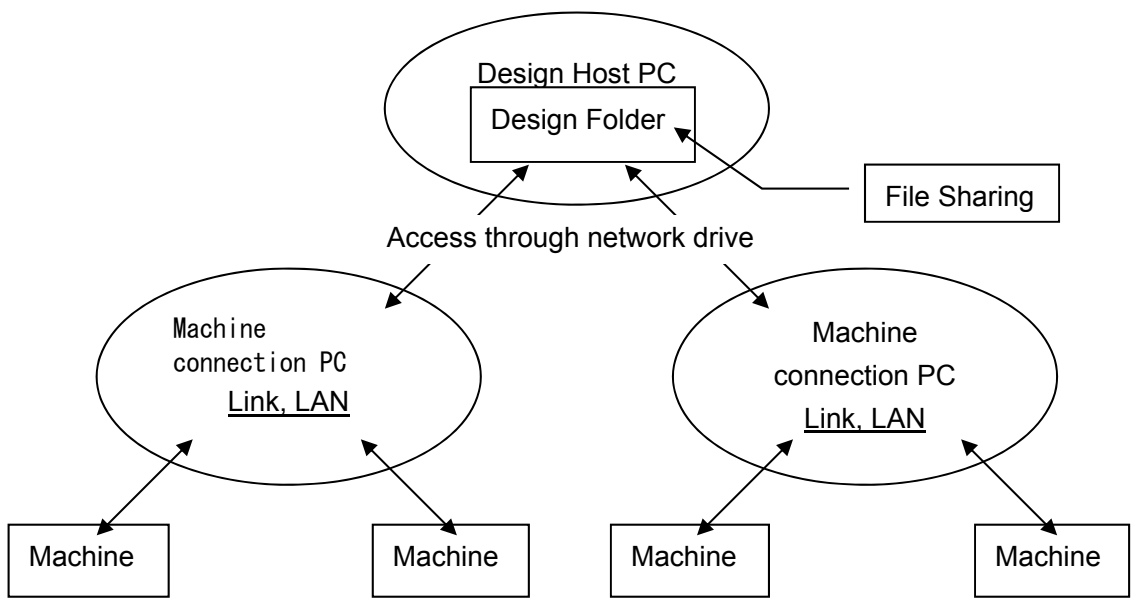 Design Host PC
Design Folder
File Sharing
Access through network drive
Machine
connection PC
Link, LAN
Machine
connection PC
Link, LAN
Machine
Machine
Machine
Machine